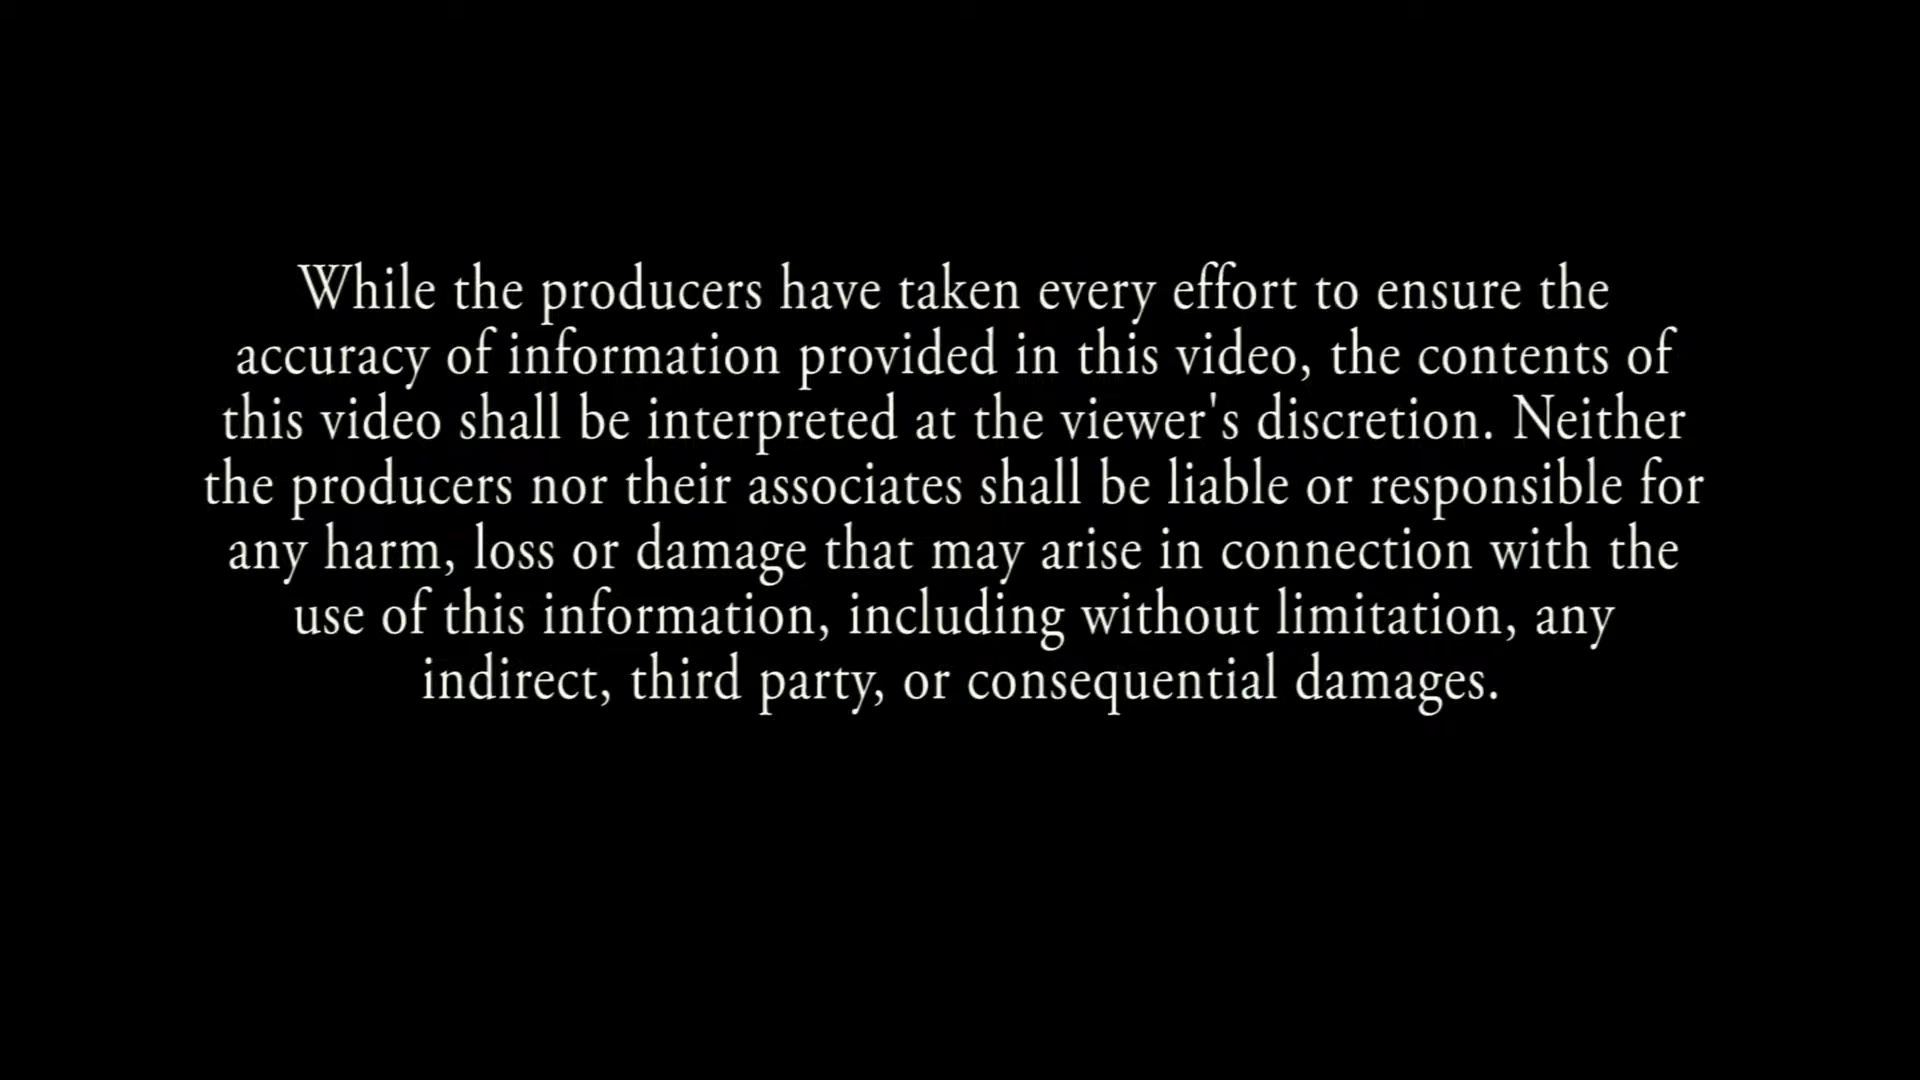 While the producers have taken every effort to ensure the
accuracy of information provided in this video, the contents of
this video shall be interpreted at the viewer's discretion. Neither
the producers nor their associates shall be liable or responsible for
any harm, loss or damage that may arise in connection with the
use of this information, including without limitation, any
indirect, third party, or consequential damages.